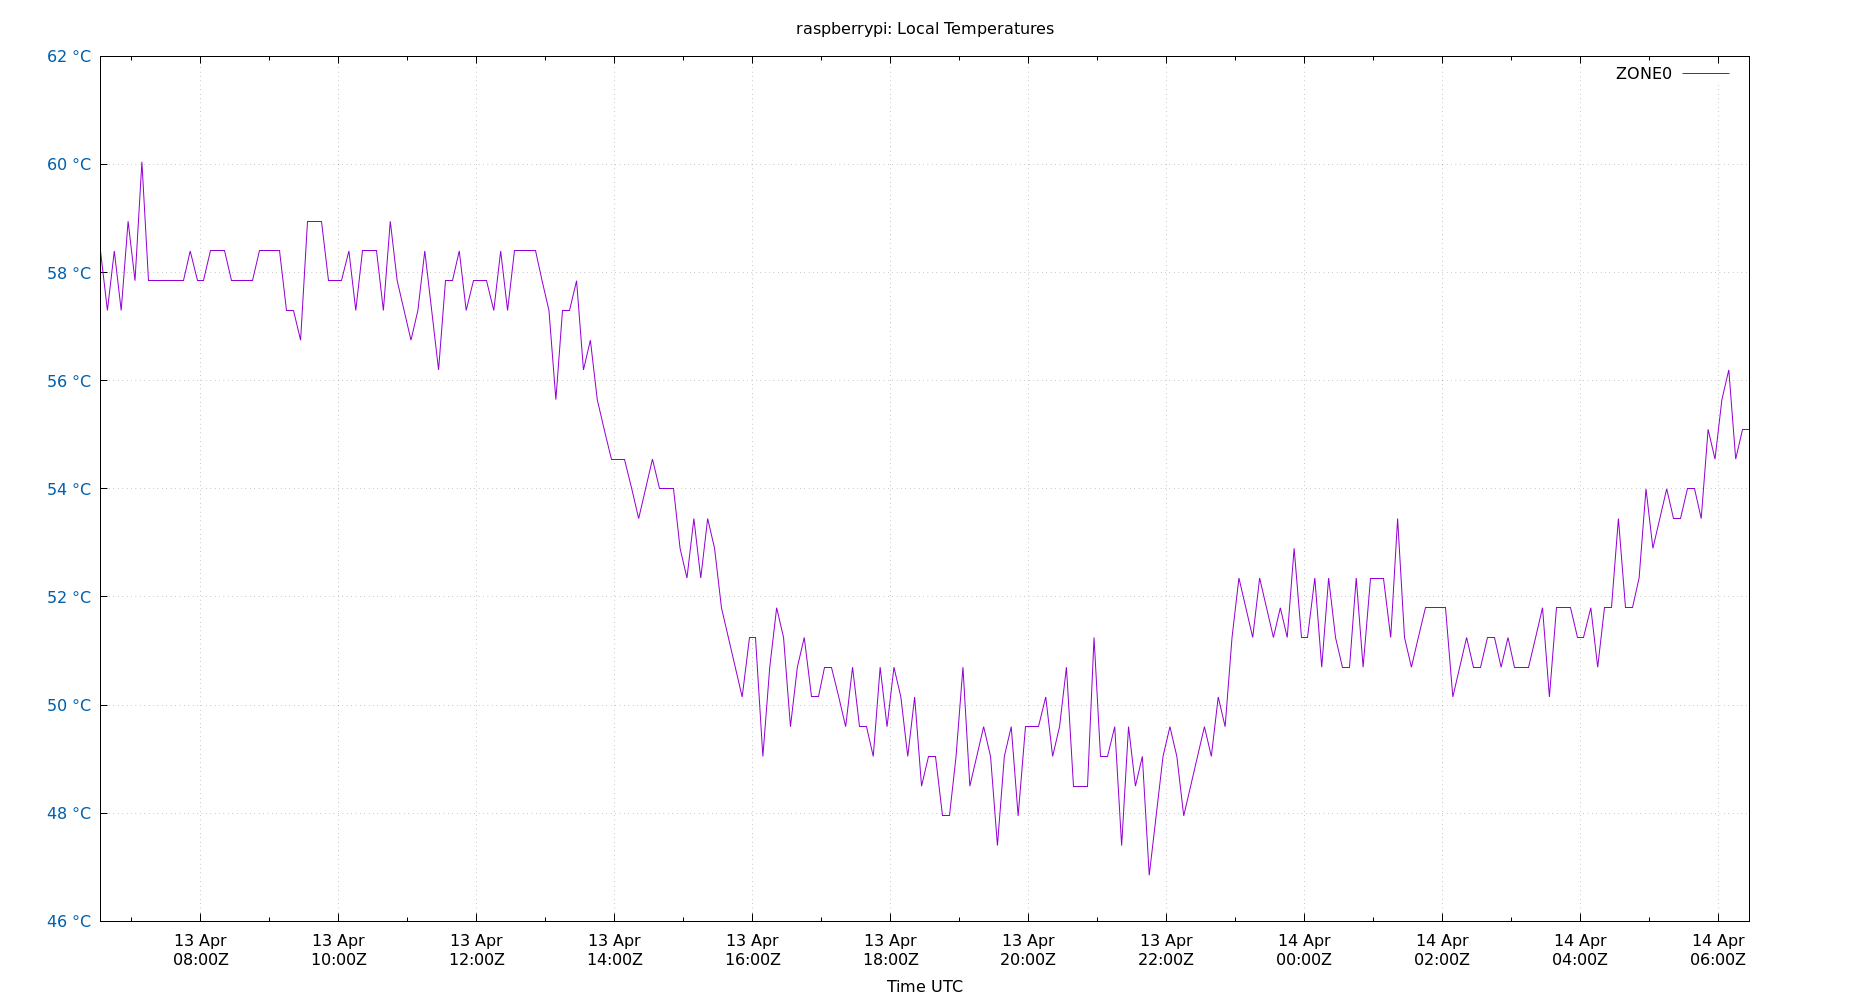 raspberrypi: Local Temperatures
62 °C
ZONE0
60 °C
58 °C
56 °C
54 °C
52 °C
50 °C
48 °C
46 °C
13 Apr 13 Apr 13 Apr 13 Apr 13 Apr 13 Apr 13 Apr 13 Apr 14 Apr 14 Apr 14 Apr 14 Apr
08:00Z 10:00Z 12:00Z 14:00Z 16:00Z 18:00Z 20:00Z 22:00Z 00:00Z 02:00Z 04:00Z 06:00Z
Time UTC